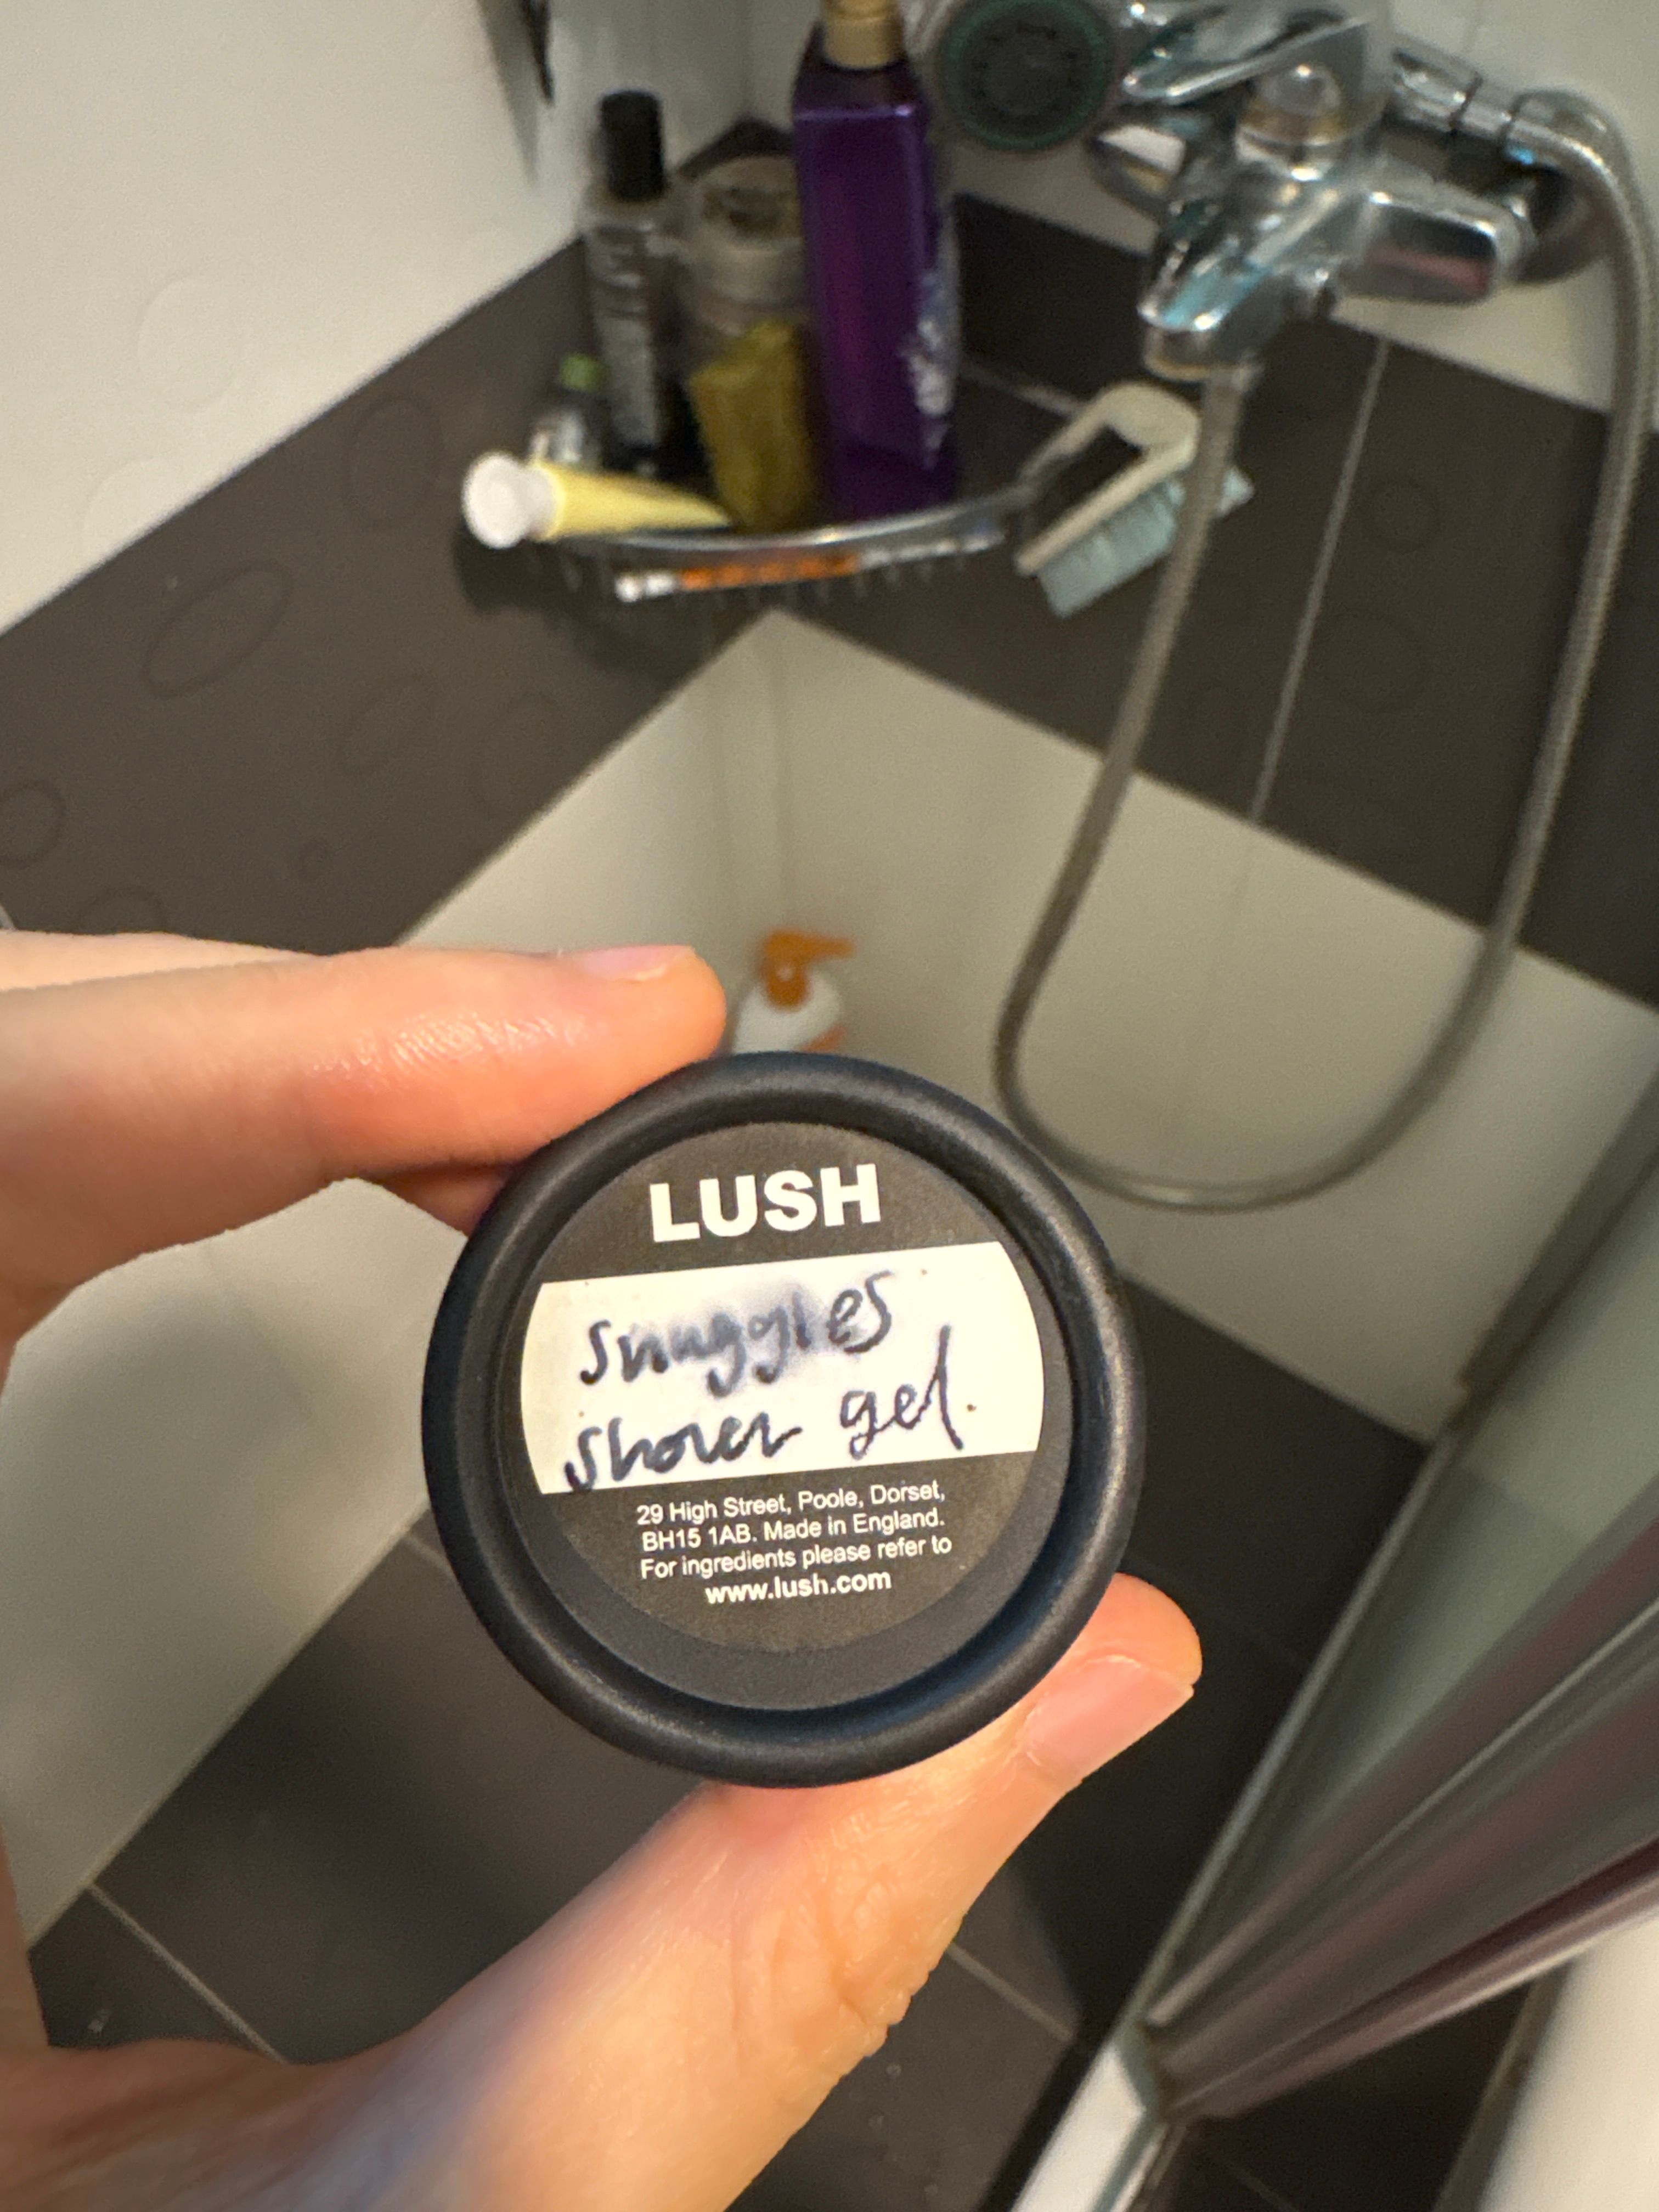 LUSH
Snuggles
Shower gel.
29 High Street, Poole, Dorset,
BH15 1AB. Made in England.
For ingredients please refer to
www.lush.com